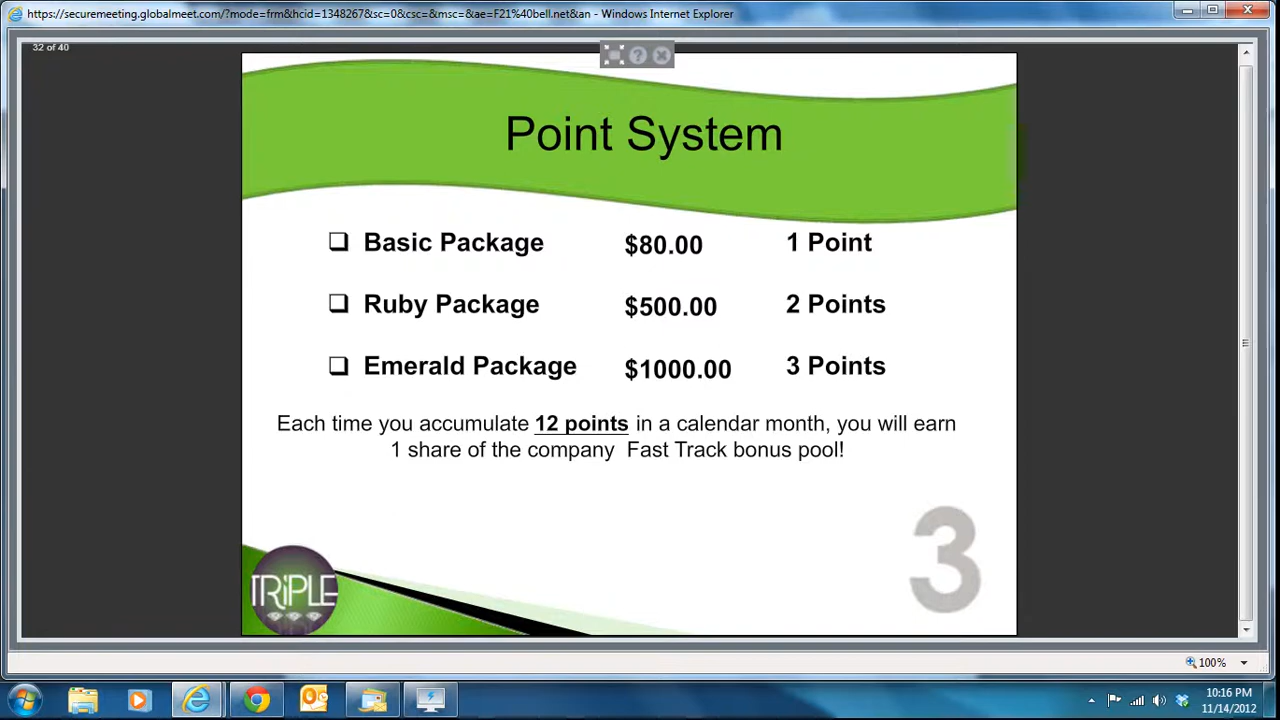 https://securemeeting.globalmeet.com/?mode=frm&hcid=1348267&sc=0&csc=&msc=&ae=F21%40bell.net&an - Windows Internet Explorer
32 of 40
Point System
❑ Basic Package $80.00 1 Point
❑ Ruby Package $500.00 2 Points
❑ Emerald Package $1000.00 3 Points
Each time you accumulate 12 points in a calendar month, you will earn
1 share of the company Fast Track bonus pool!
3
TRiPLE
100%
10:16 PM
11/14/2012